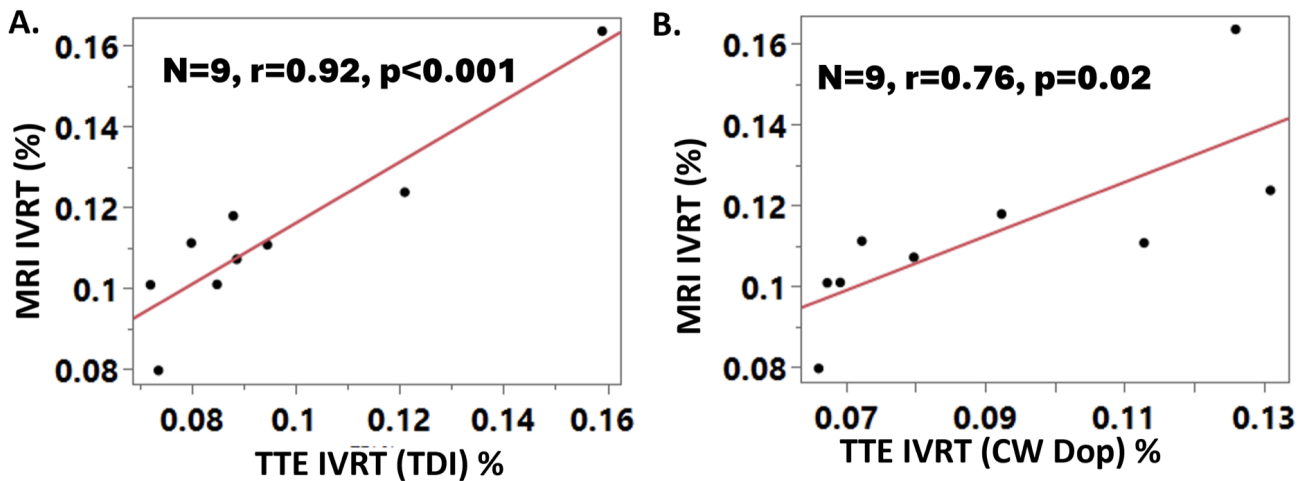 A.
N=9, r=0.92, p<0.001
MRI IVRT (%)
0.16
0.14
0.12
0.1
0.08
0.08 0.1 0.12 0.14 0.16
TTE IVRT (TDI) %
B.
N=9, r=0.76, p=0.02
MRI IVRT (%)
0.16
0.14
0.12
0.1
0.08
0.07 0.09 0.11 0.13
TTE IVRT (CW Dop) %